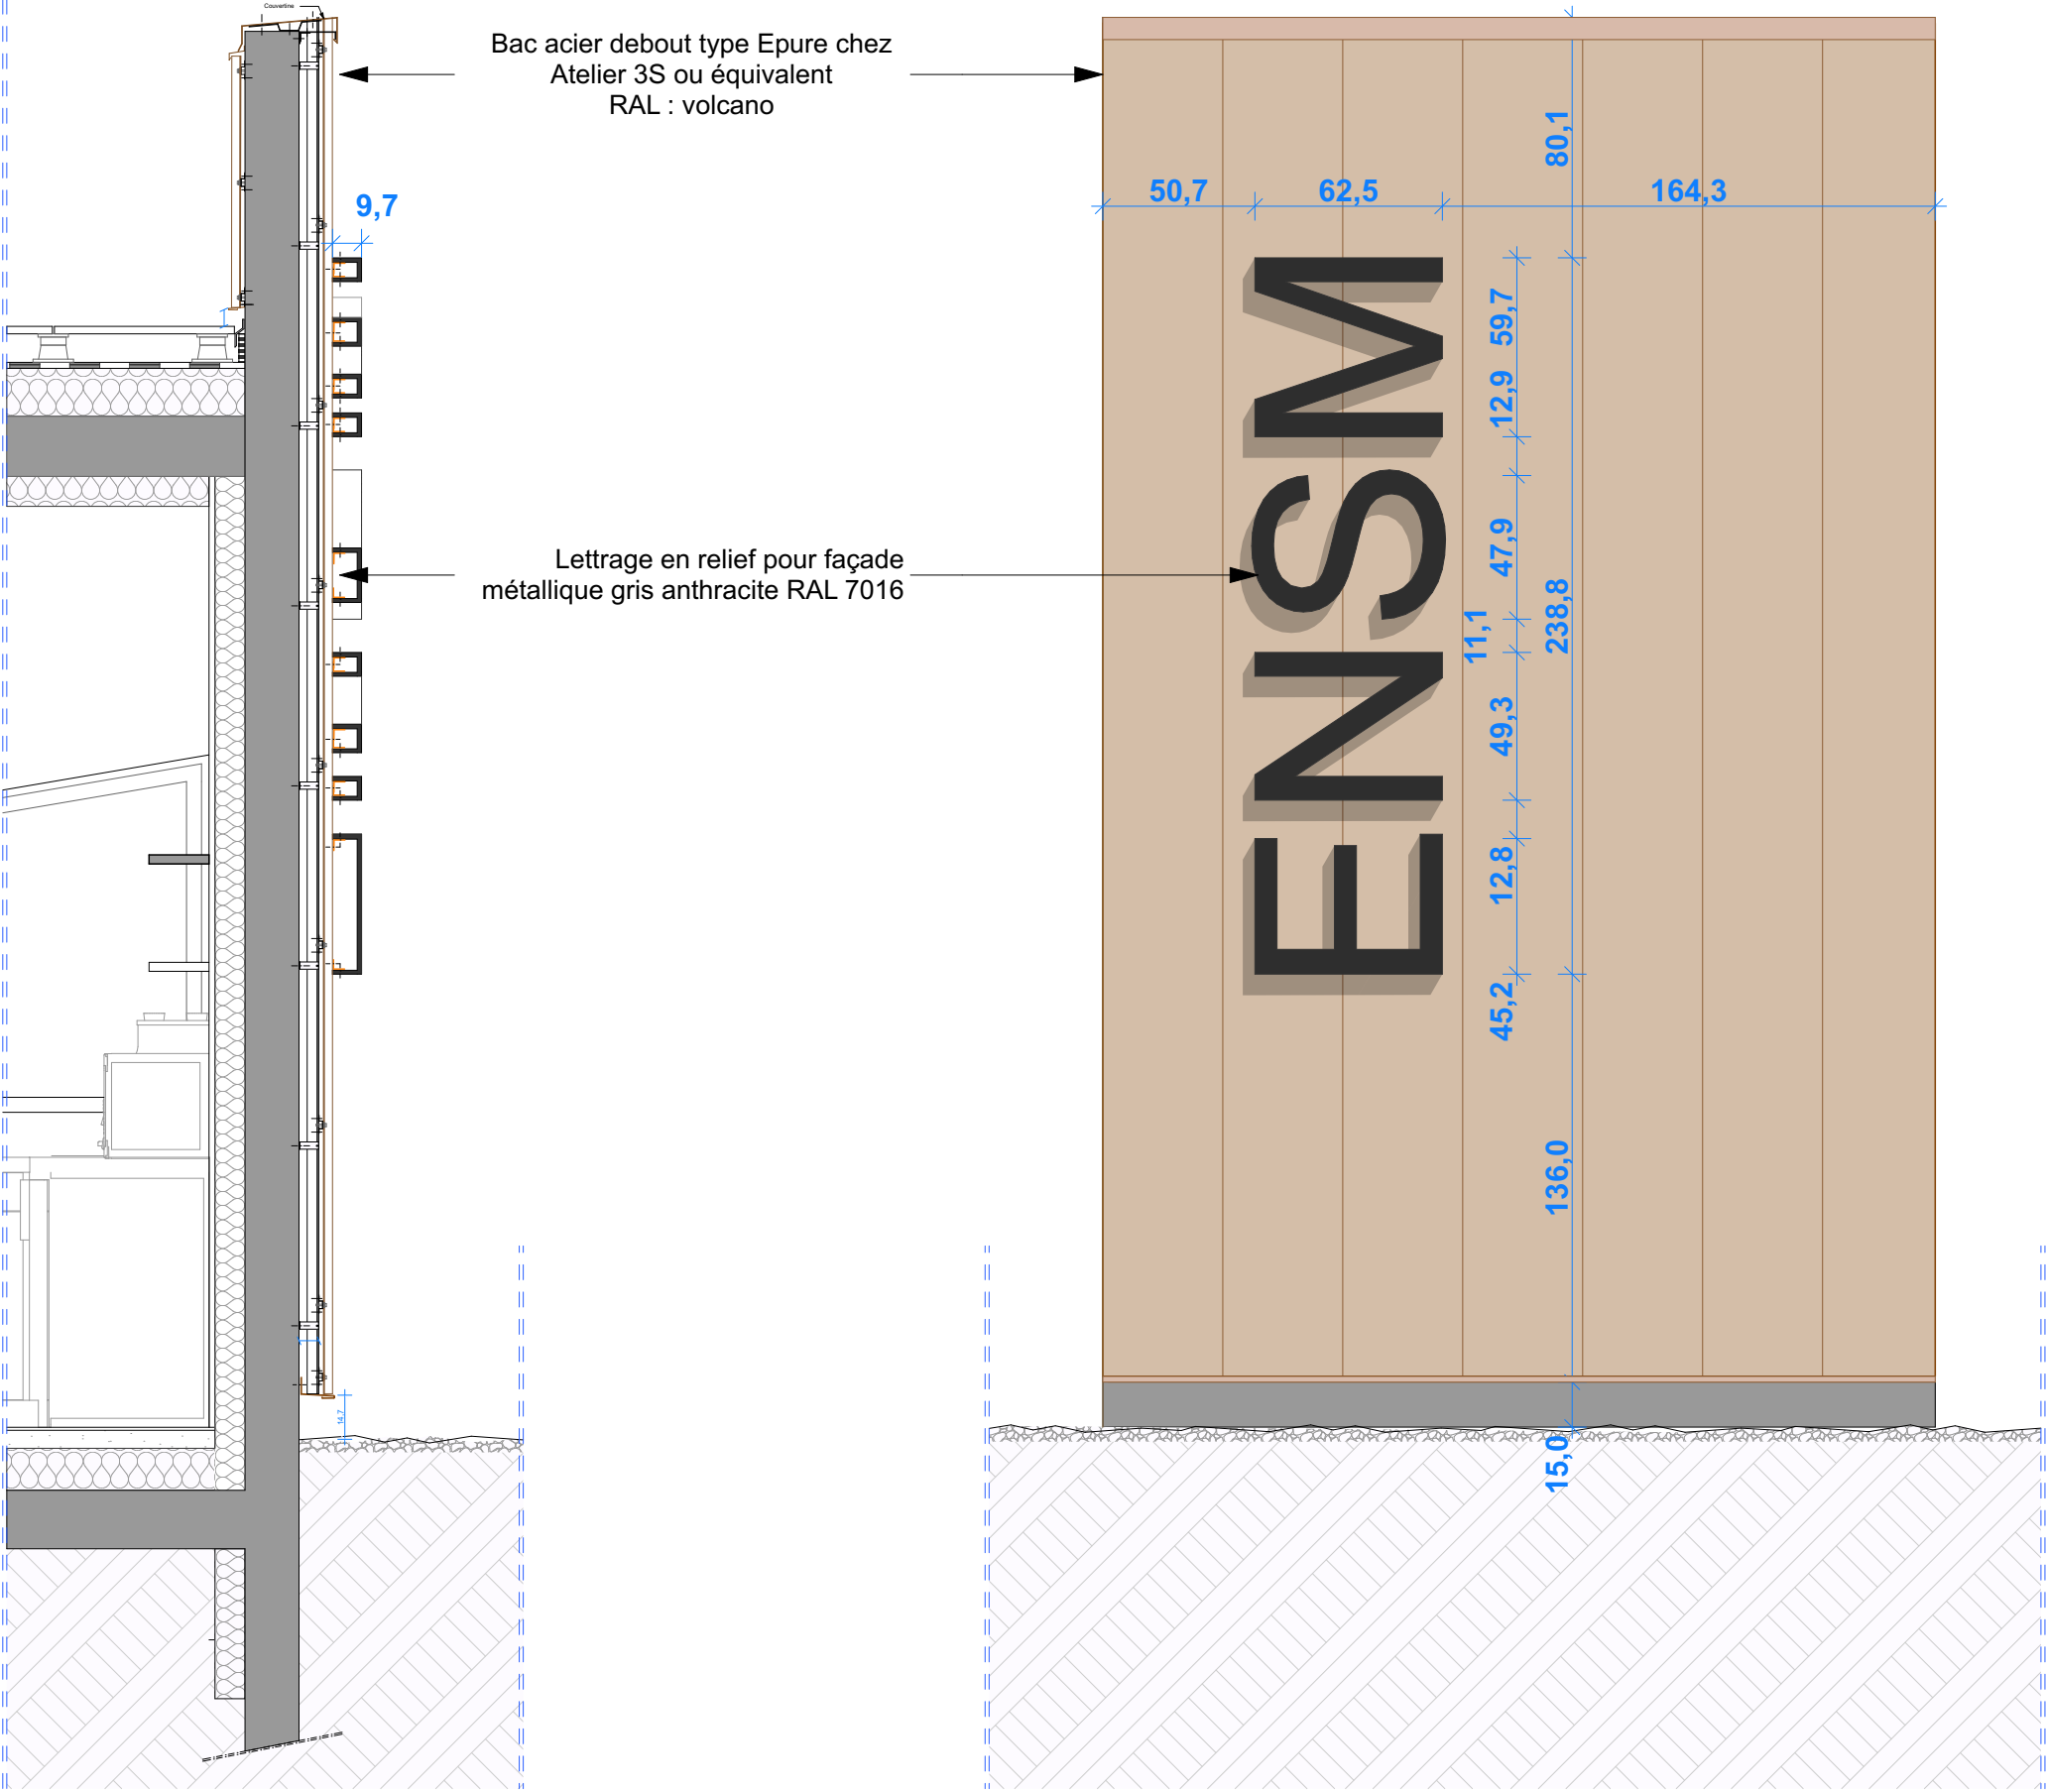 Couvertine
Bac acier debout type Epure chez
Atelier 3S ou équivalent
RAL : volcano
9,7
Lettrage en relief pour façade
métallique gris anthracite RAL 7016
14,7
50,7
62,5
164,3
80,1
ENSM
59,7
12,9
47,9
11,1
238,8
49,3
12,8
45,2
136,0
15,0